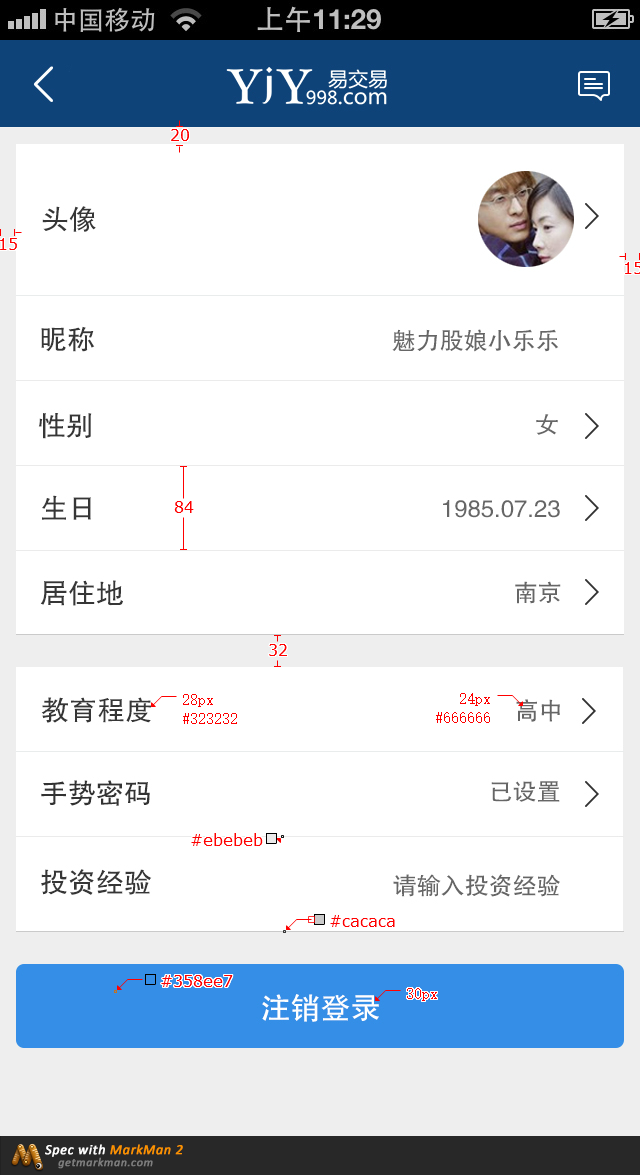 中国移动 上午11:29
YjY易交易
998.com
20
头像
15
15
昵称 魅力股娘小乐乐
性别 女
生日 84 1985.07.23
居住地 南京
32
教育程度 28px 24px 高中
#323232 #666666
手势密码 已设置
#ebebeb
投资经验 请输入投资经验
#cacaca
#358ee7
注销登录 30px
Spec with MarkMan 2
getmarkman.com